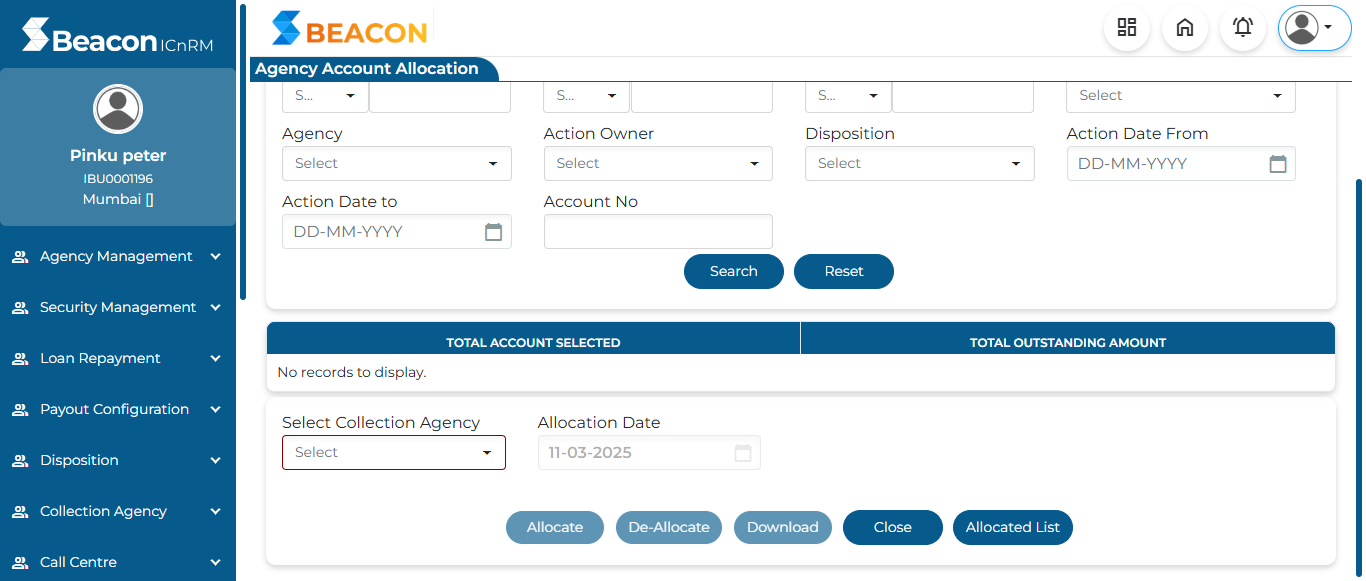 Beacon ICnRM
BEACON
Agency Account Allocation
Pinku peter
IBU0001196
Mumbai []
Agency Management
Security Management
Loan Repayment
Payout Configuration
Disposition
Collection Agency
Call Centre
S... S... S... Select
Agency Action Owner Disposition Action Date From
Select Select Select DD-MM-YYYY
Action Date to Account No
DD-MM-YYYY
Search Reset
TOTAL ACCOUNT SELECTED TOTAL OUTSTANDING AMOUNT
No records to display.
Select Collection Agency Allocation Date
Select 11-03-2025
Allocate De-Allocate Download Close Allocated List